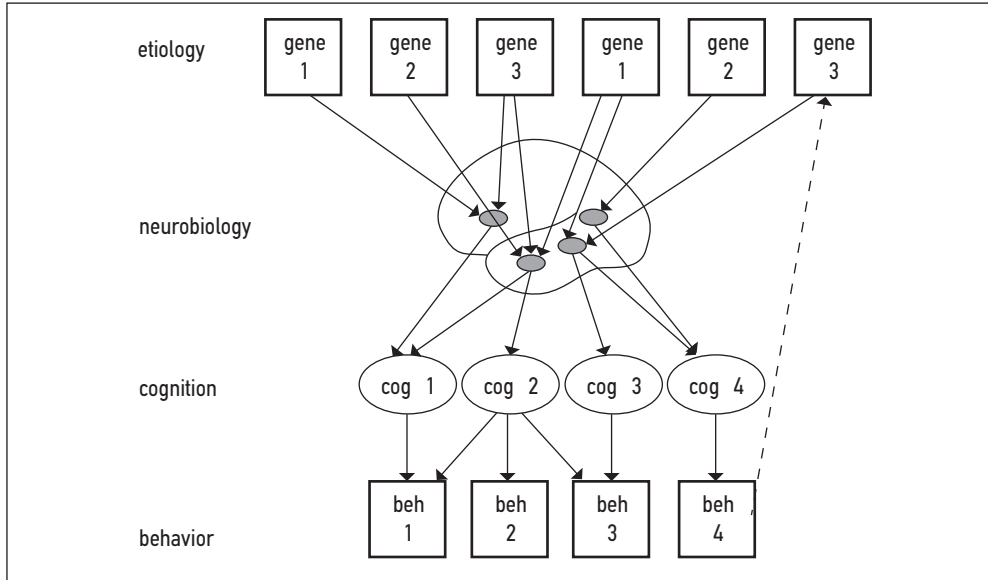 etiology
gene 1
gene 2
gene 3
gene 1
gene 2
gene 3
neurobiology
cognition
cog 1
cog 2
cog 3
cog 4
behavior
beh 1
beh 2
beh 3
beh 4